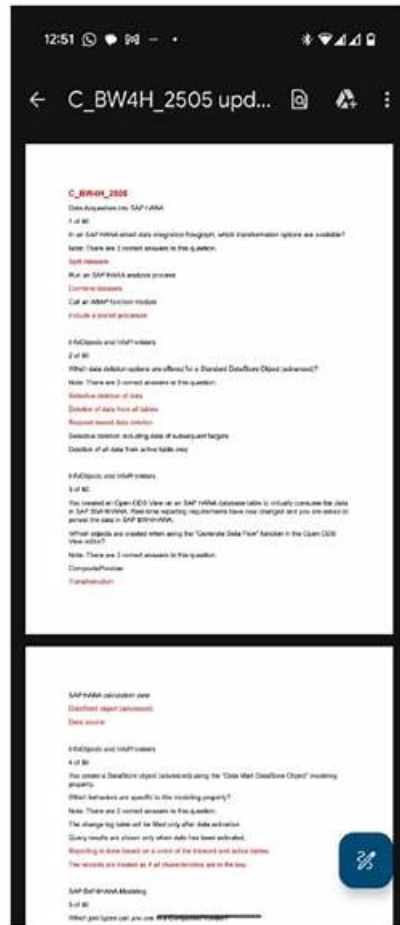 12:51
C_BW4H_2505 upd...
C_BW4H_2505
Data Acquisition into SAP HANA
1 of 80
In an SAP HANA smart data integration flowgraph, which transformation options are available?
Note: There are 3 correct answers to this question.
Split datasets
Run an SAP HANA analysis process
Combine datasets
Call an ABAP function module
Include a stored procedure
InfoObjects and InfoProviders
2 of 80
Which data deletion options are offered for a Standard DataStore Object (advanced)?
Note: There are 3 correct answers to this question.
Selective deletion of data
Deletion of data from all tables
Request-based data deletion
Selective deletion including data of subsequent targets
Deletion of all data from active table only
InfoObjects and InfoProviders
3 of 80
You created an Open ODS View on an SAP HANA database table to virtually consume the data
in SAP BW/4HANA. Real-time reporting requirements have now changed and you are asked to
persist the data in SAP BW/4HANA.
Which objects are created when using the "Generate Data Flow" function in the Open ODS
View editor?
Note: There are 3 correct answers to this question.
CompositeProvider
Transformation
SAP HANA calculation view
DataStore object (advanced)
Data source
InfoObjects and InfoProviders
4 of 80
You create a DataStore object (advanced) using the "Data Mart DataStore Object" modeling
property.
Which behaviors are specific to this modeling property?
Note: There are 2 correct answers to this question.
The change log table will be filled only after data activation.
Query results are shown only when data has been activated.
Reporting is done based on a union of the inbound and active tables.
The records are treated as if all characteristics are in the key.
SAP BW/4HANA Modeling
5 of 80
Which join types can you use in a CompositeProvider?